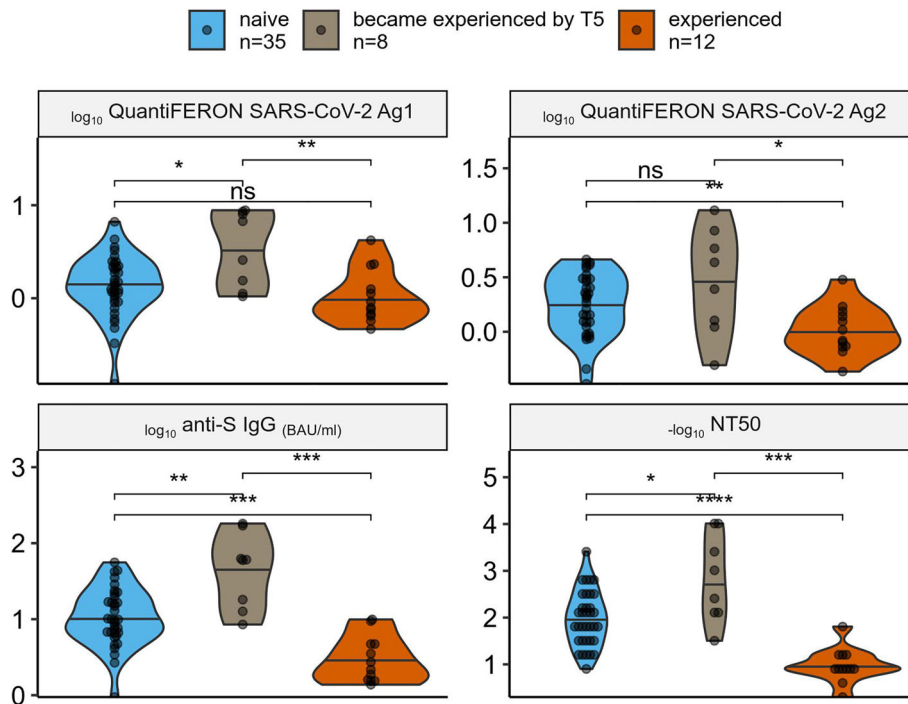 naive
n=35
became experienced by T5
n=8
experienced
n=12
log10 QuantiFERON SARS-CoV-2 Ag1
**
*
ns
1
0
log10 QuantiFERON SARS-CoV-2 Ag2
*
ns
**
1.5
1.0
0.5
0.0
log10 anti-S IgG (BAU/ml)
***
**
***
3
2
1
0
-log10 NT50
***
*
****
5
4
3
2
1